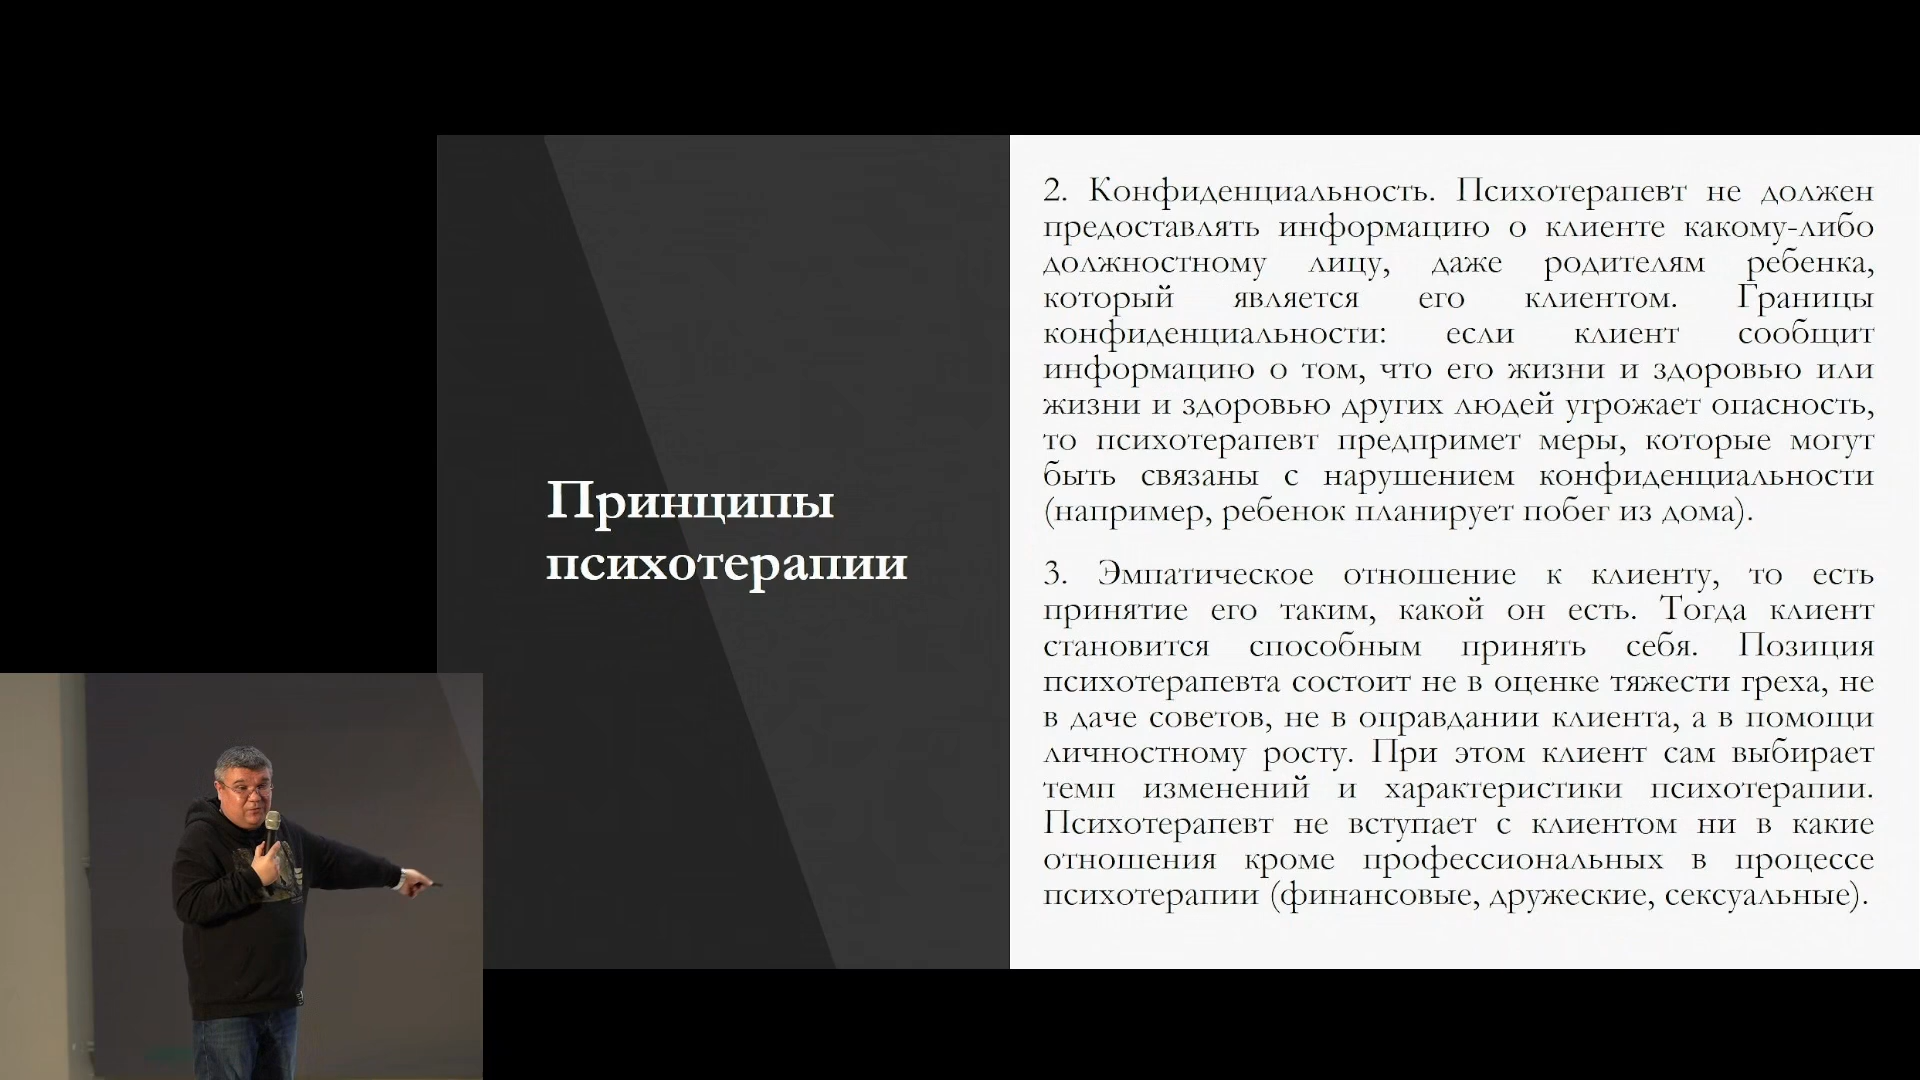 Принципы
психотерапии
2. Конфиденциальность. Психотерапевт не должен
предоставлять информацию о клиенте какому-либо
должностному лицу, даже родителям ребенка,
который является его клиентом. Границы
конфиденциальности: если клиент сообщит
информацию о том, что его жизни и здоровью или
жизни и здоровью других людей угрожает опасность,
то психотерапевт предпримет меры, которые могут
быть связаны с нарушением конфиденциальности
(например, ребенок планирует побег из дома).
3. Эмпатическое отношение к клиенту, то есть
принятие его таким, какой он есть. Тогда клиент
становится способным принять себя. Позиция
психотерапевта состоит не в оценке тяжести греха, не
в даче советов, не в оправдании клиента, а в помощи
личностному росту. При этом клиент сам выбирает
темп изменений и характеристики психотерапии.
Психотерапевт не вступает с клиентом ни в какие
отношения кроме профессиональных в процессе
психотерапии (финансовые, дружеские, сексуальные).